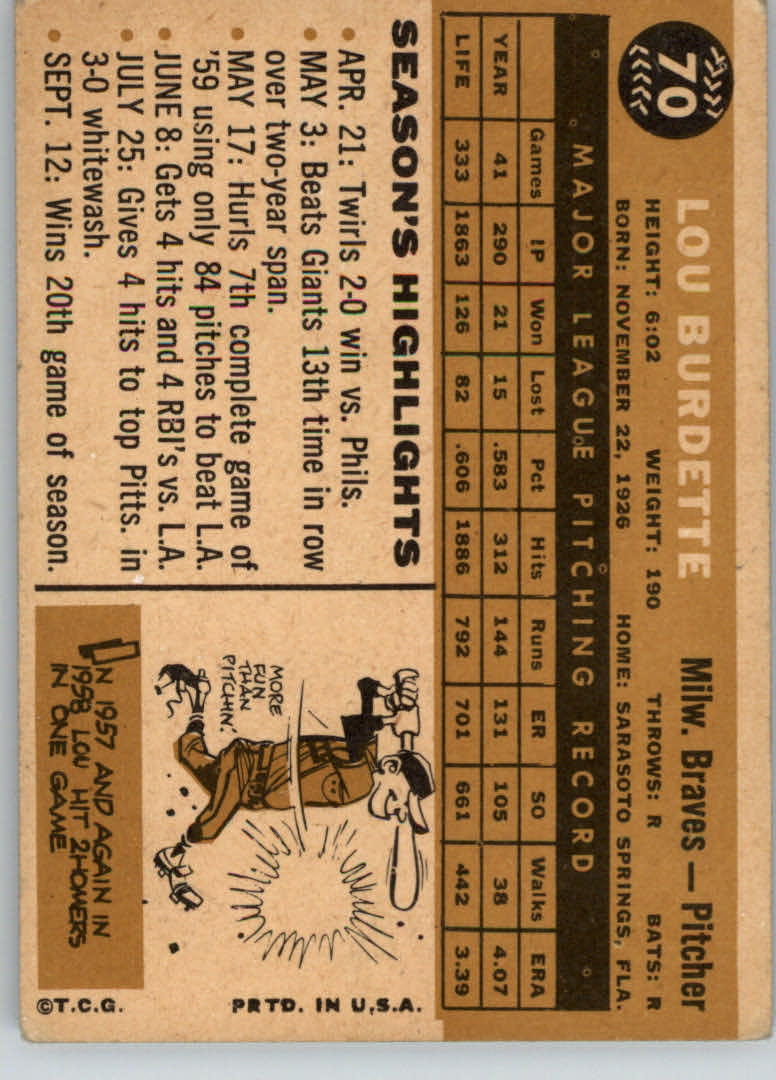 70
LOU BURDETTE Milw. Braves — Pitcher
HEIGHT: 6:02 WEIGHT: 190 THROWS: R BATS: R
BORN: NOVEMBER 22, 1926 HOME: SARASOTO SPRINGS, FLA.
MAJOR LEAGUE PITCHING RECORD
Games IP Won Lost Pct Hits Runs ER SO Walks ERA
YEAR 41 290 21 15 .583 312 144 131 105 38 4.07
LIFE 333 1863 126 82 .606 1886 792 701 661 442 3.39
SEASON'S HIGHLIGHTS
• APR. 21: Twirls 2-0 win vs. Phils.
• MAY 3: Beats Giants 13th time in row
over two-year span.
• MAY 17: Hurls 7th complete game of
'59 using only 84 pitches to beat L.A.
• JUNE 8: Gets 4 hits and 4 RBI's vs. L.A.
• JULY 25: Gives 4 hits to top Pitts. in
3-0 whitewash.
• SEPT. 12: Wins 20th game of season.
MORE
FUN
THAN
PITCHIN'
IN 1957 AND AGAIN IN
1958 LOU HIT 2 HOMERS
IN ONE GAME
©T.C.G. PRTD. IN U.S.A.